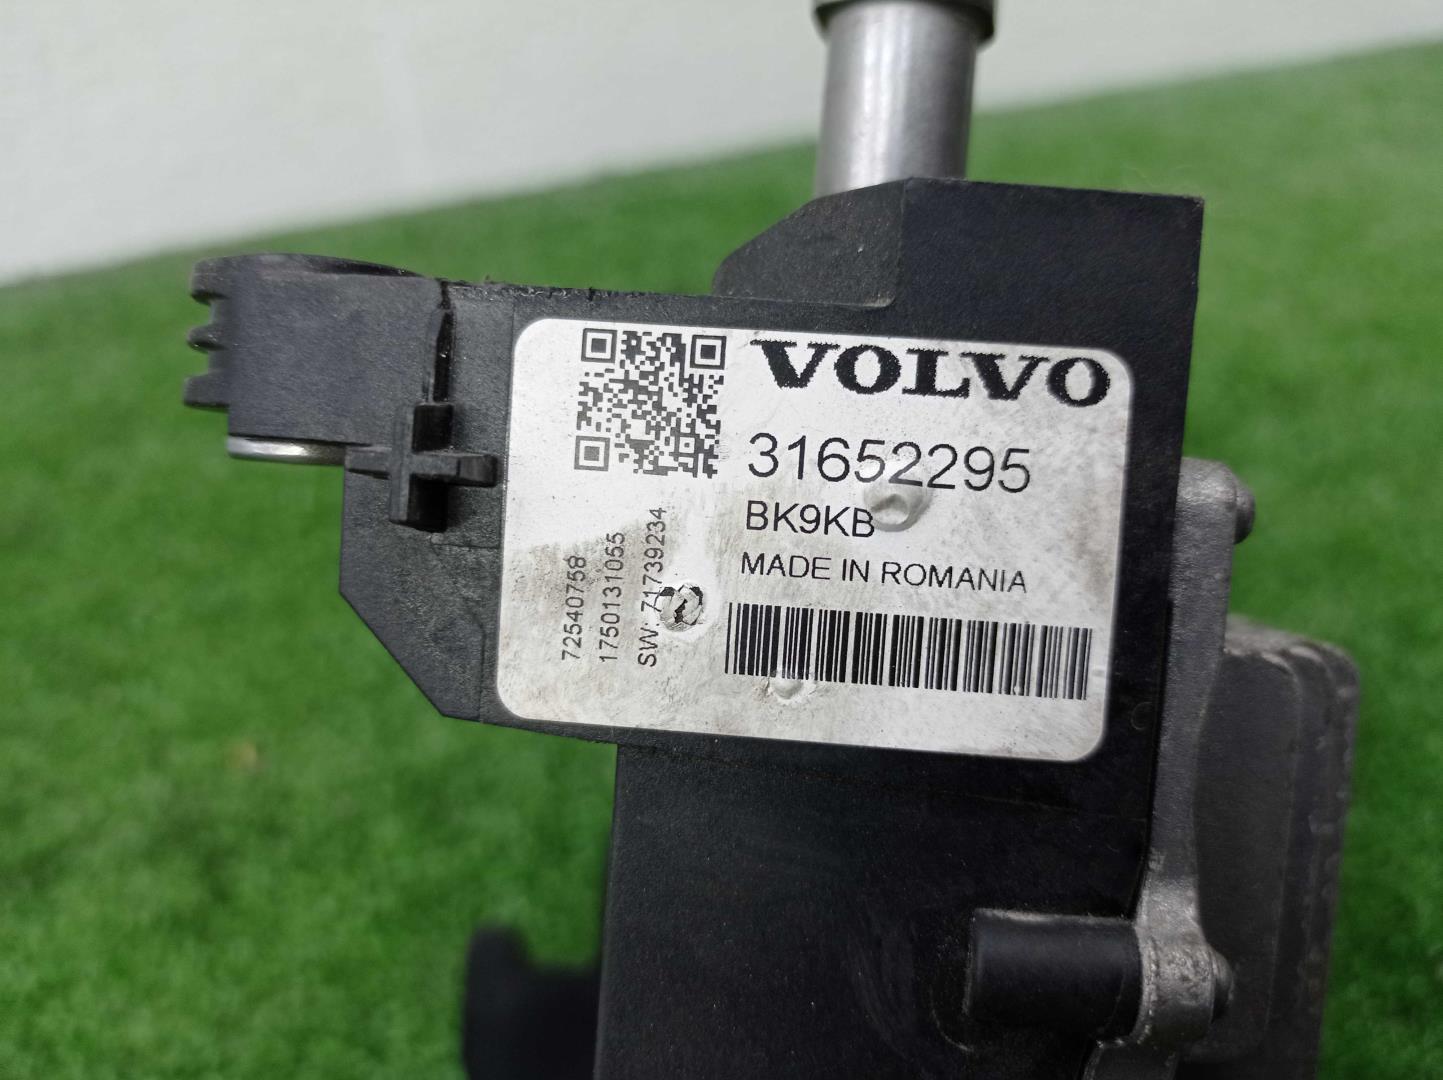 VOLVO
31652295
BK9KB
MADE IN ROMANIA
72540758
1750131055
SW: 71739234